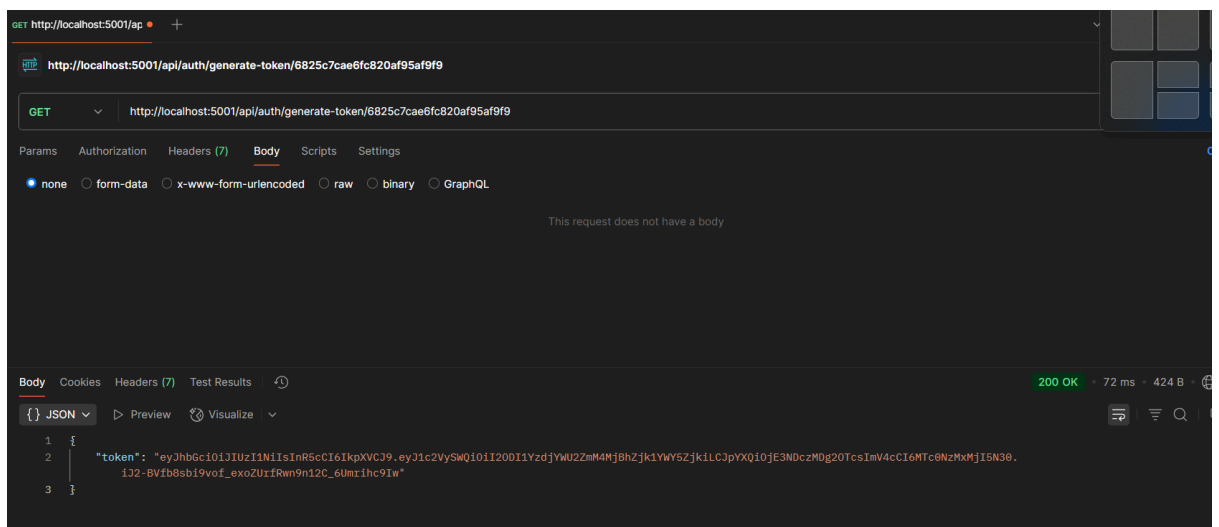 GET http://localhost:5001/ap
HTTP http://localhost:5001/api/auth/generate-token/6825c7cae6fc820af95af9f9
GET http://localhost:5001/api/auth/generate-token/6825c7cae6fc820af95af9f9
Params Authorization Headers (7) Body Scripts Settings
none form-data x-www-form-urlencoded raw binary GraphQL
This request does not have a body
Body Cookies Headers (7) Test Results 200 OK 72 ms 424 B
{} JSON Preview Visualize
1 {
2 "token": "eyJhbGciOiJIUzI1NiIsInR5cCI6IkpXVCJ9.eyJ1c2VySWQiOiI2ODI1YzdjYWU2ZmM4MjBhZjk1YWY5ZjkiLCJpYXQiOjE3NDczMDg2OTcsImV4cCI6MTc0NzMxMjI5N30.
iJ2-BVfb8sbi9vof_exoZUrfRwn9n12C_6Umrihc9Iw"
3 }